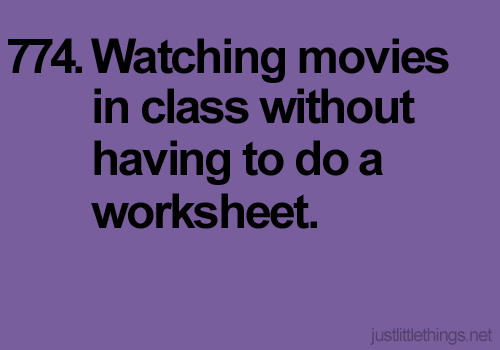 774. Watching movies
in class without
having to do a
worksheet.
justlittlethings.net